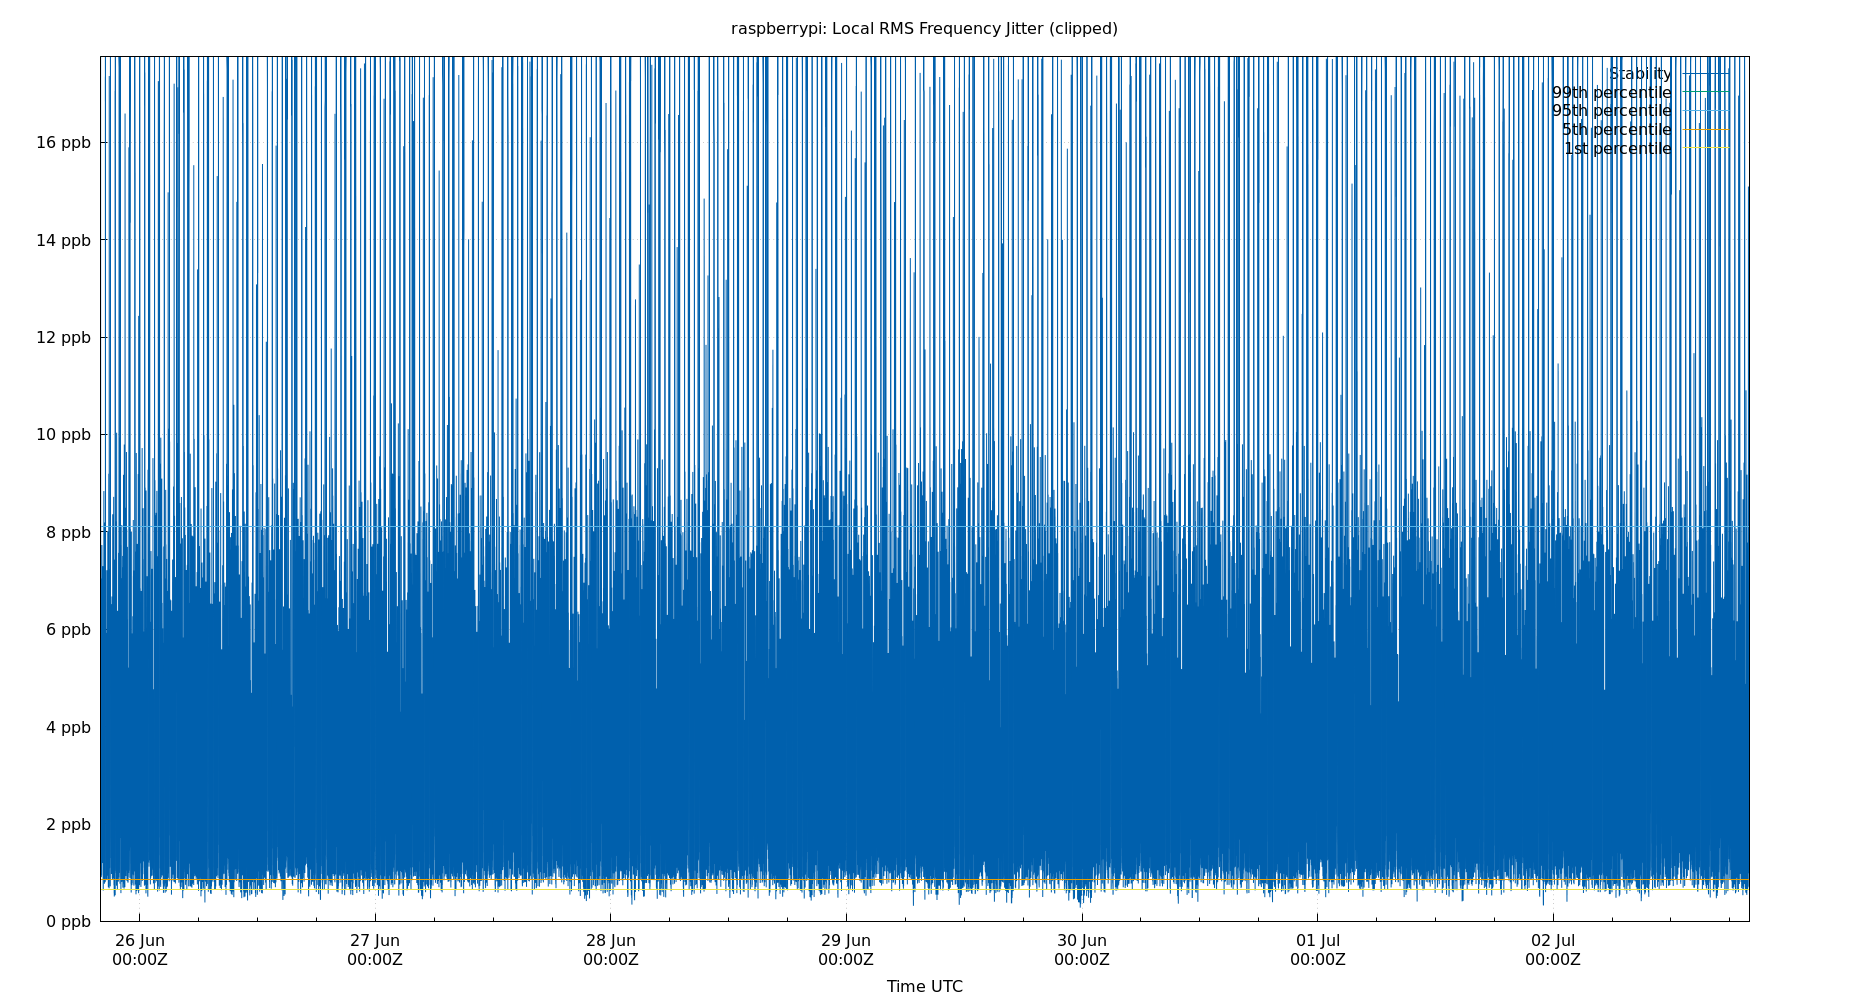 raspberrypi: Local RMS Frequency Jitter (clipped)
Stability
99th percentile
95th percentile
5th percentile
1st percentile
16 ppb
14 ppb
12 ppb
10 ppb
8 ppb
6 ppb
4 ppb
2 ppb
0 ppb
26 Jun 27 Jun 28 Jun 29 Jun 30 Jun 01 Jul 02 Jul
00:00Z 00:00Z 00:00Z 00:00Z 00:00Z 00:00Z 00:00Z
Time UTC